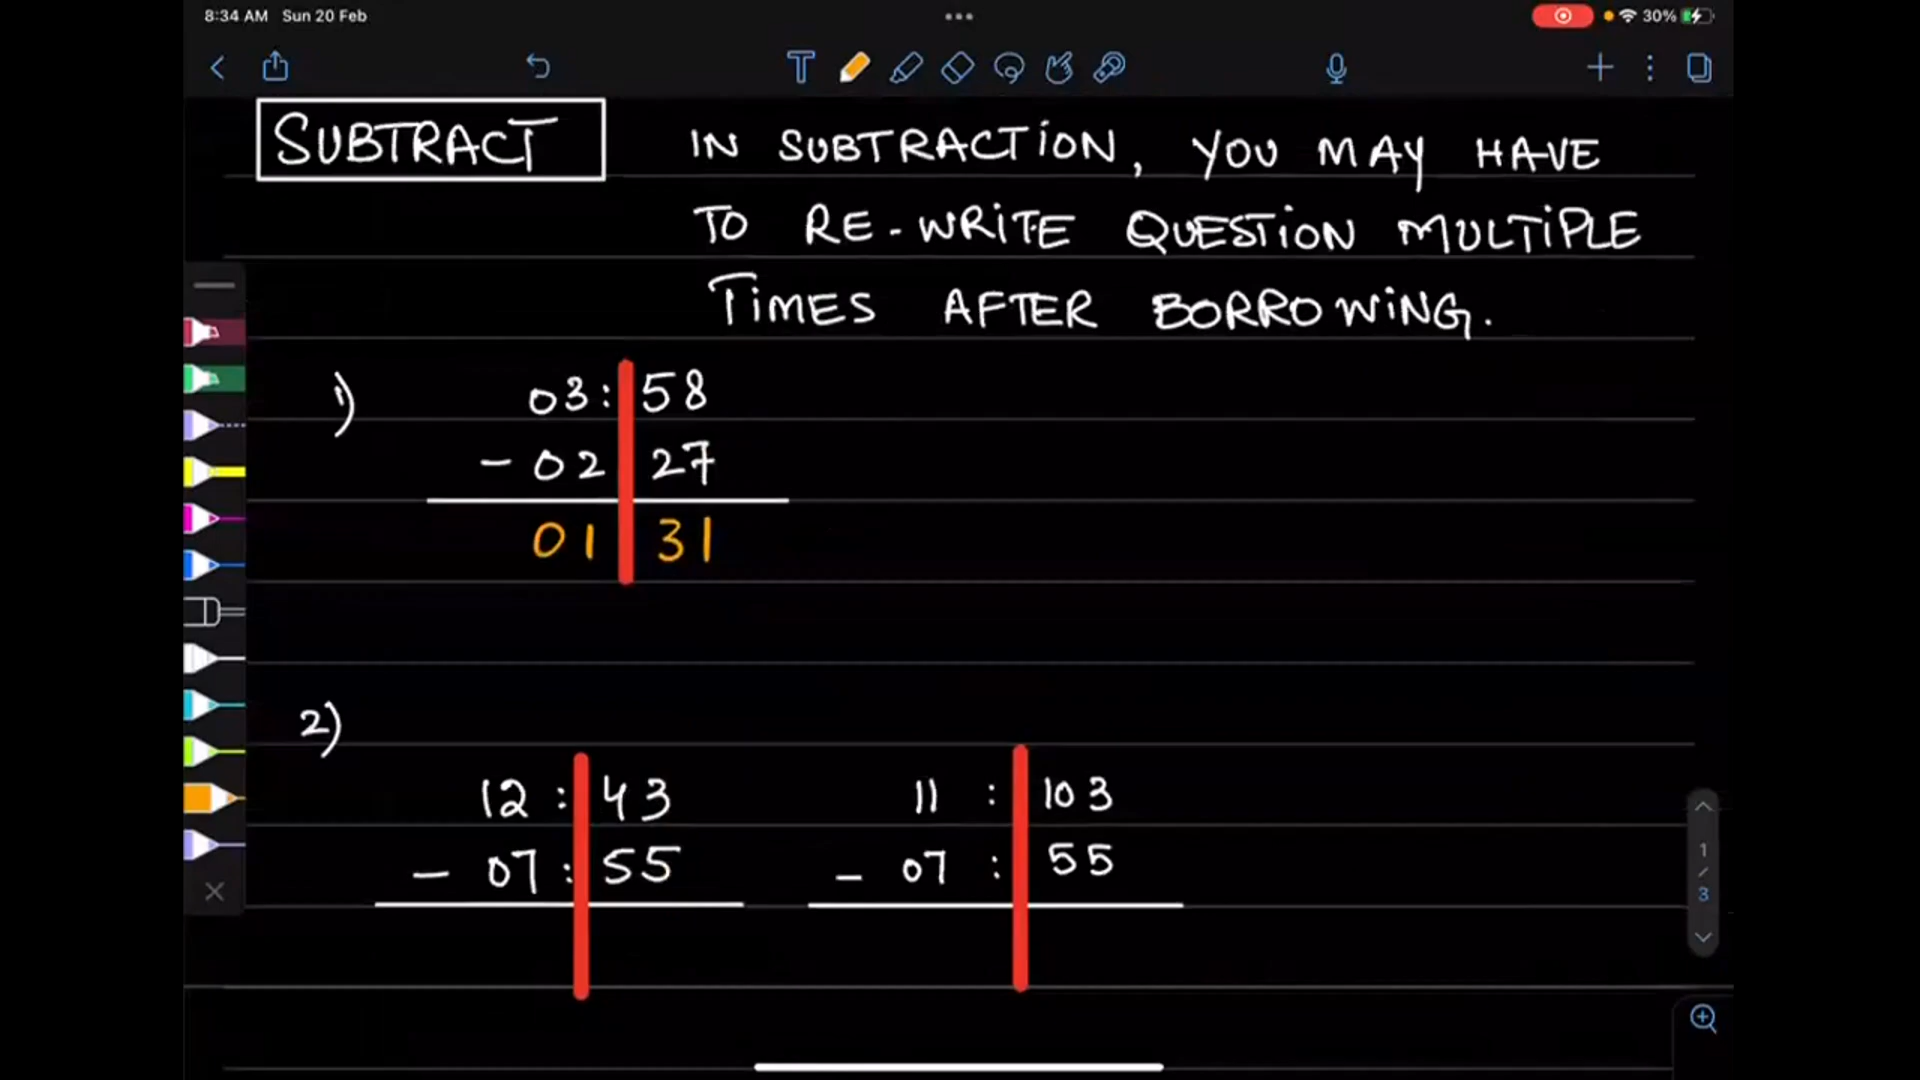 8:34 AM Sun 20 Feb
30%
SUBTRACT
IN SUBTRACTION, YOU MAY HAVE
TO RE-WRITE QUESTION MULTIPLE
TIMES AFTER BORROWING.
1)
03: 58
- 02 27
01 31
2)
12: 43
- 07: 55
11 : 103
- 07 : 55
1
/
3